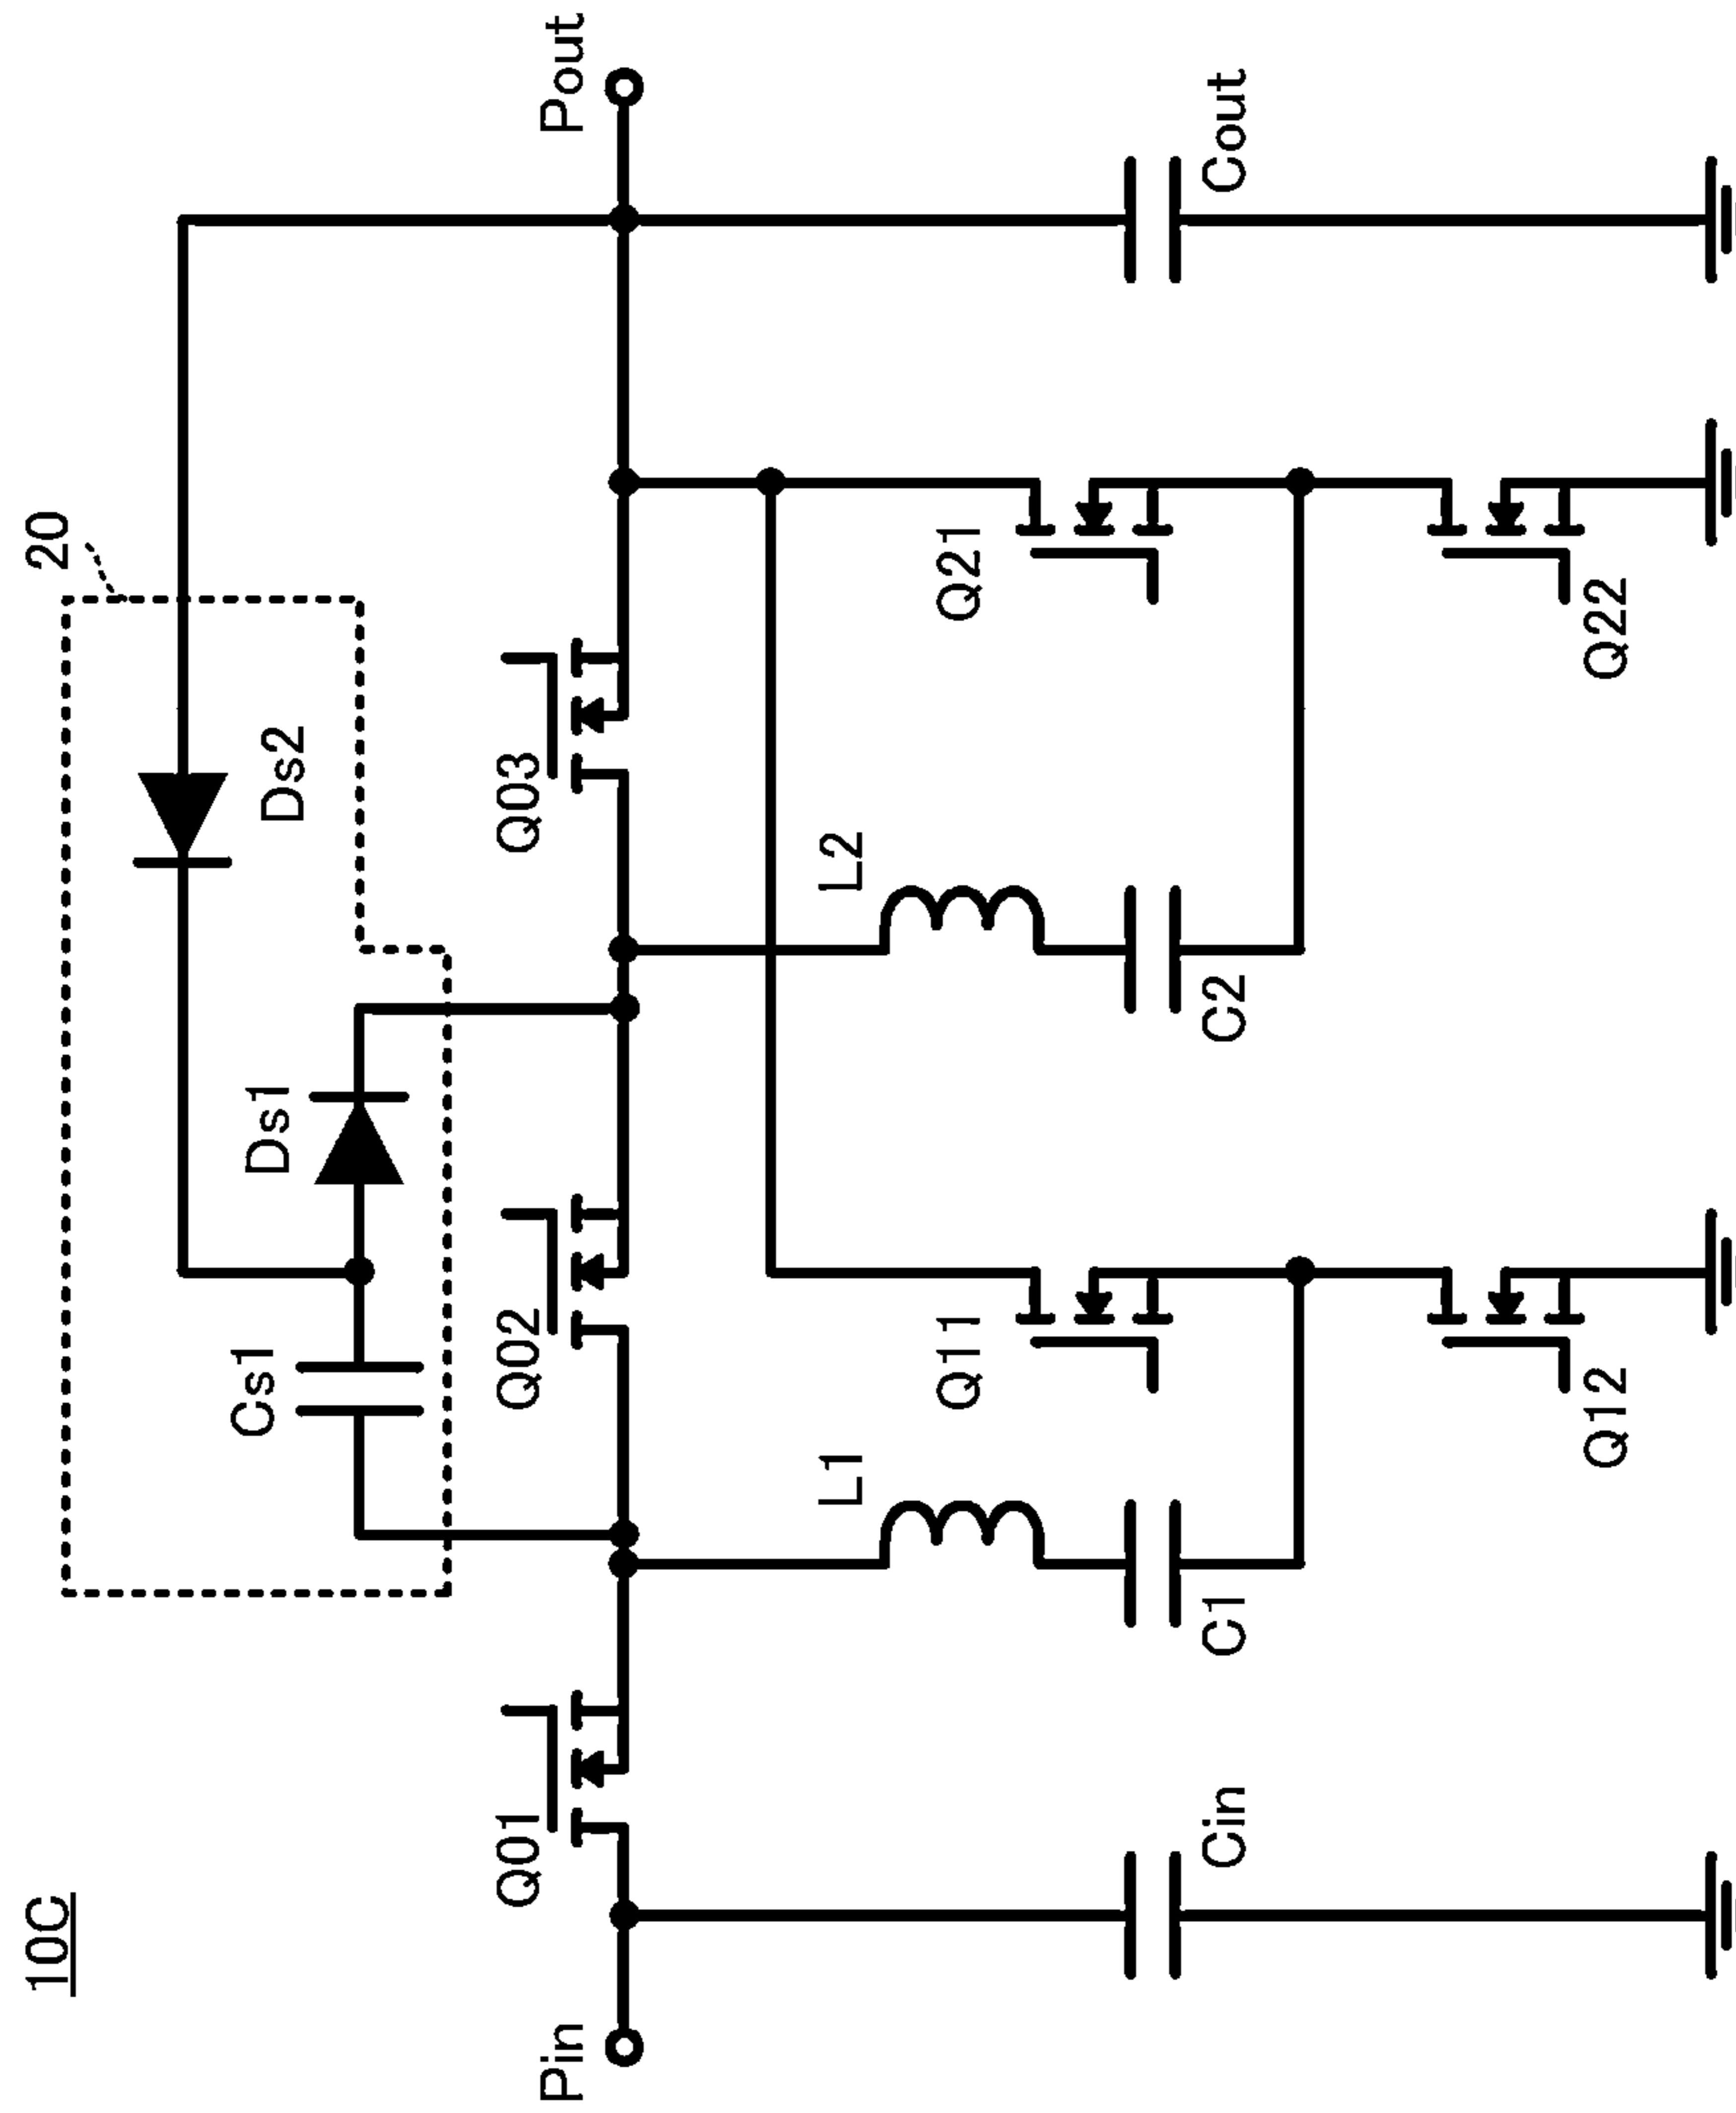 10C
20
Ds2
Ds1
Cs1
Pin
Q01
Q02
Q03
Pout
L1
L2
Q11
Q21
Cin
C1
C2
Cout
Q12
Q22